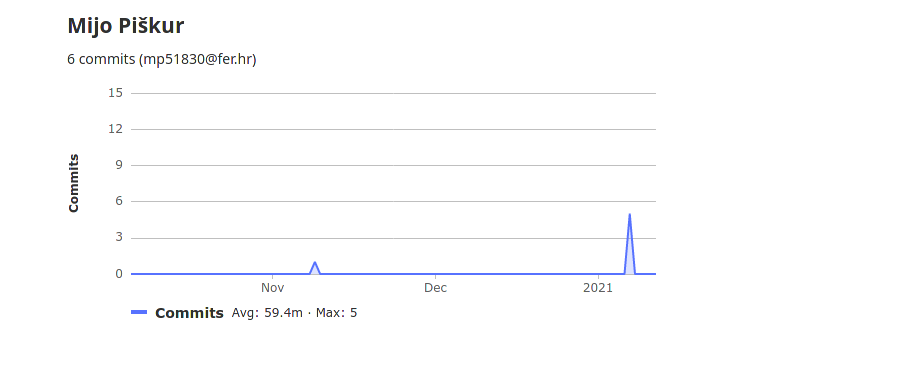 Mijo Piškur
6 commits (mp51830@fer.hr)
15
12
9
6
3
0
Commits
Nov Dec 2021
Commits Avg: 59.4m · Max: 5